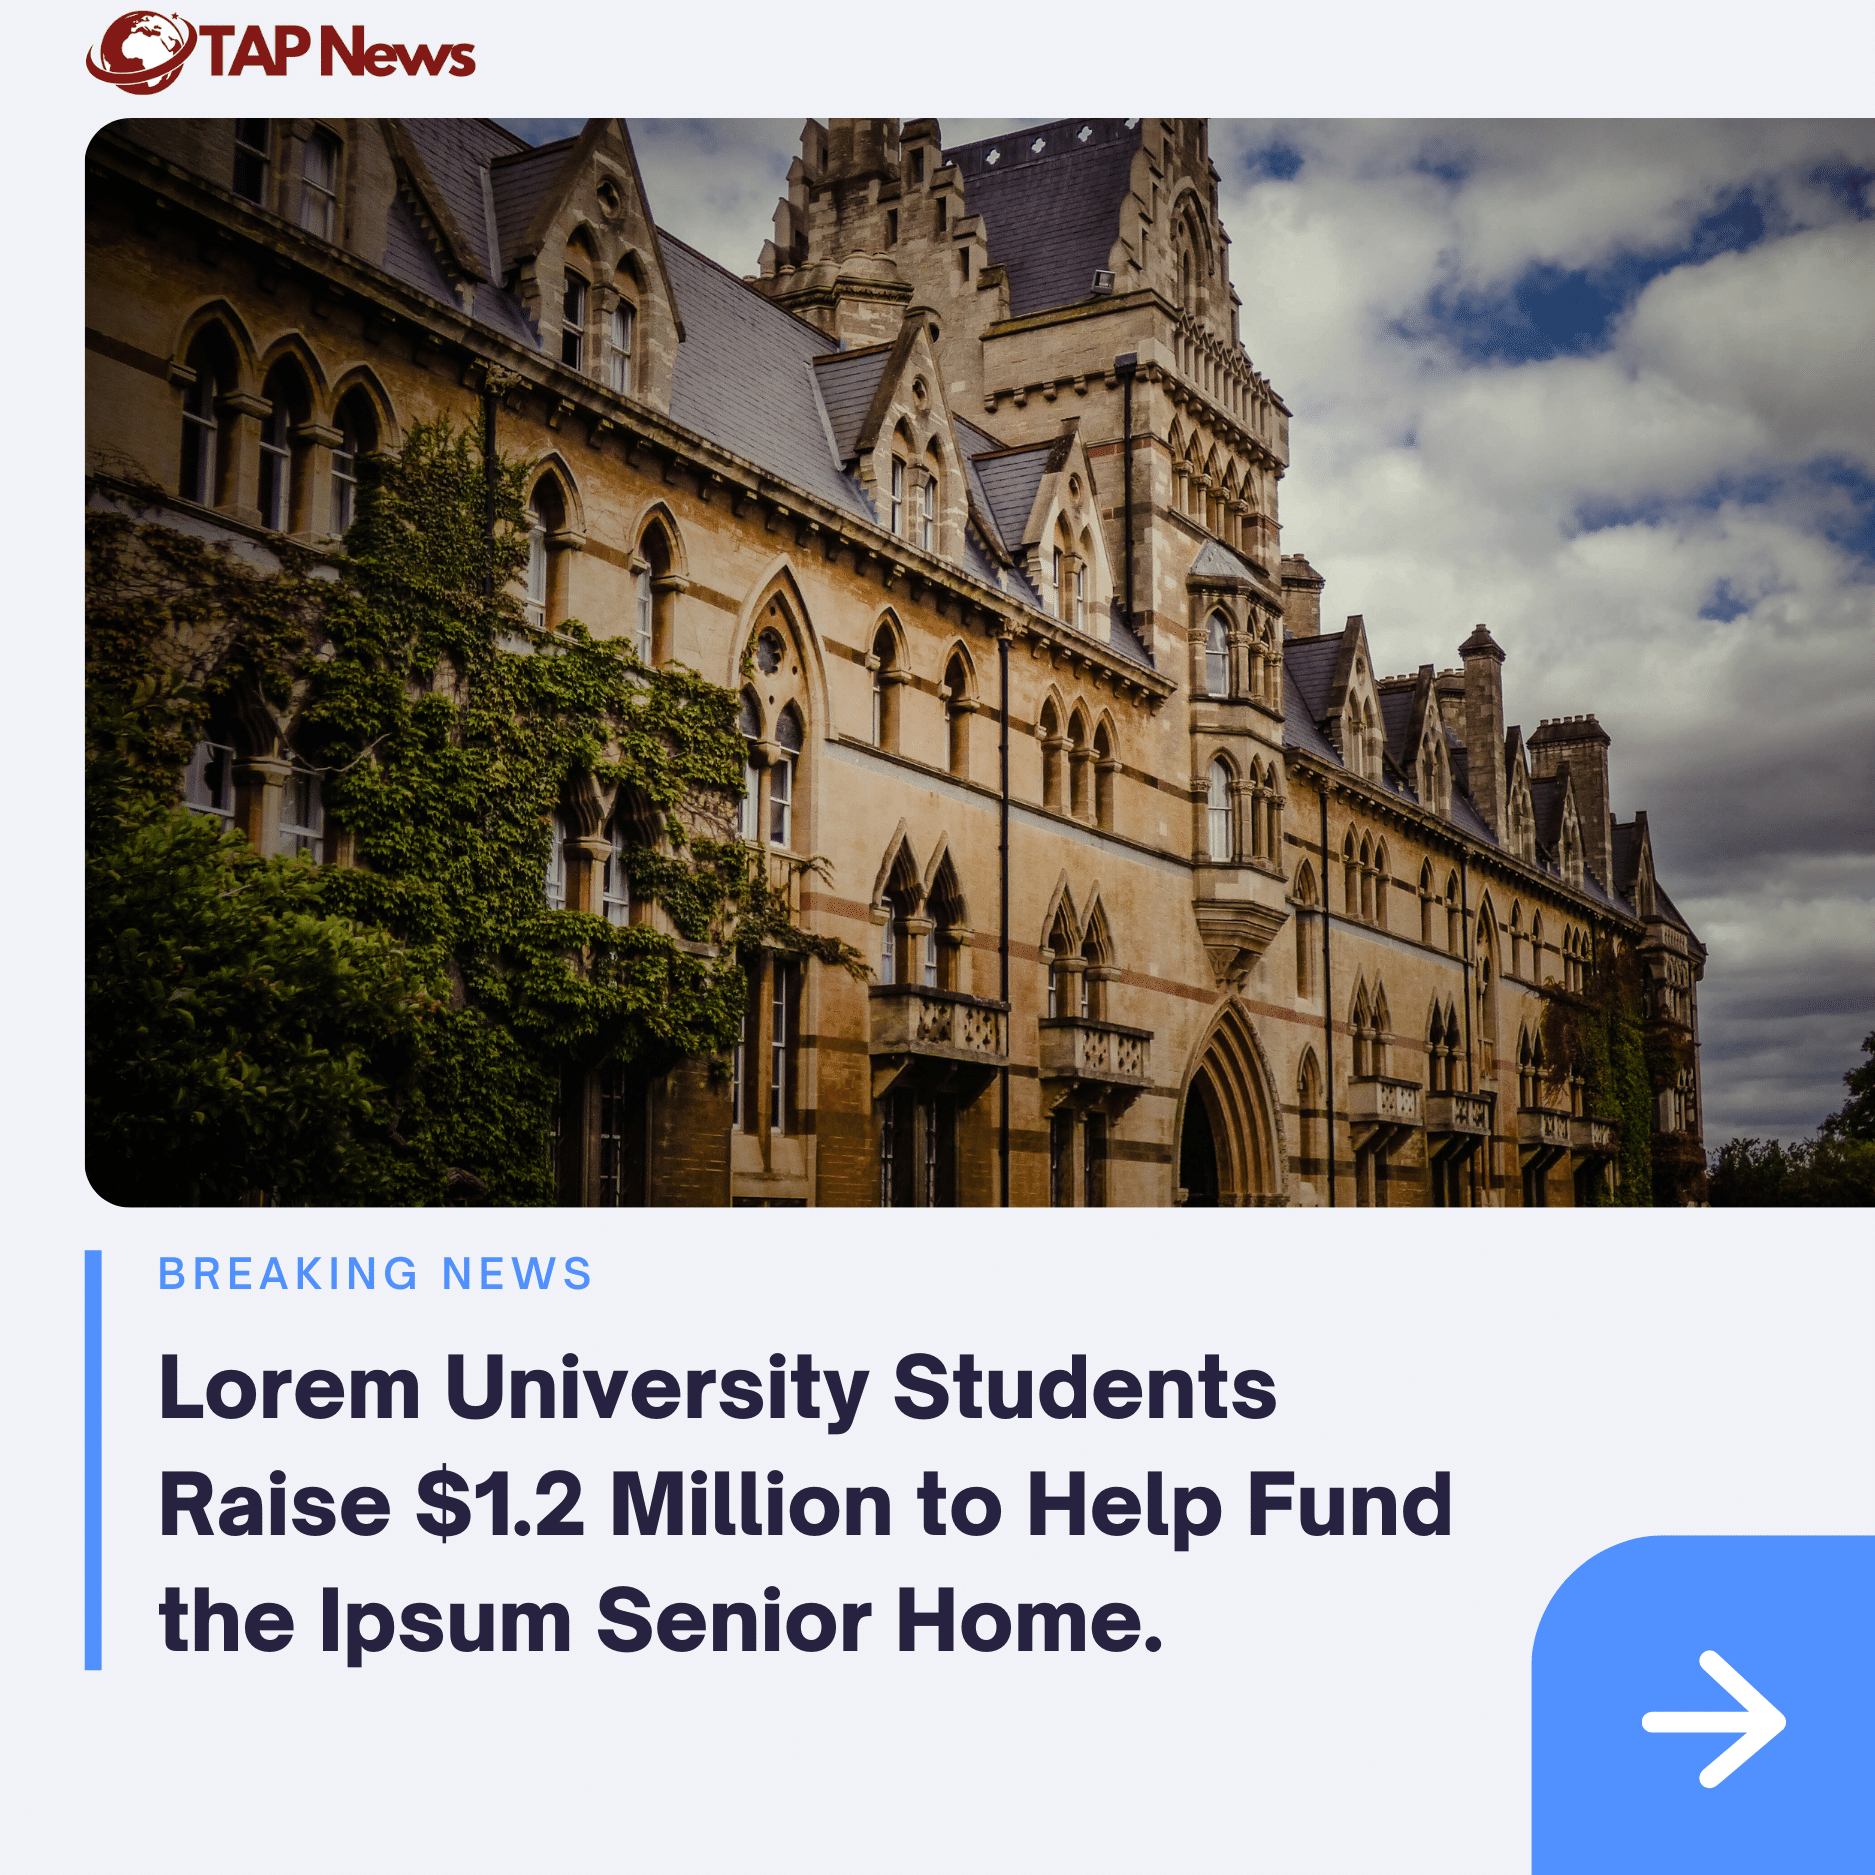 TAP News
BREAKING NEWS
Lorem University Students
Raise $1.2 Million to Help Fund
the Ipsum Senior Home.